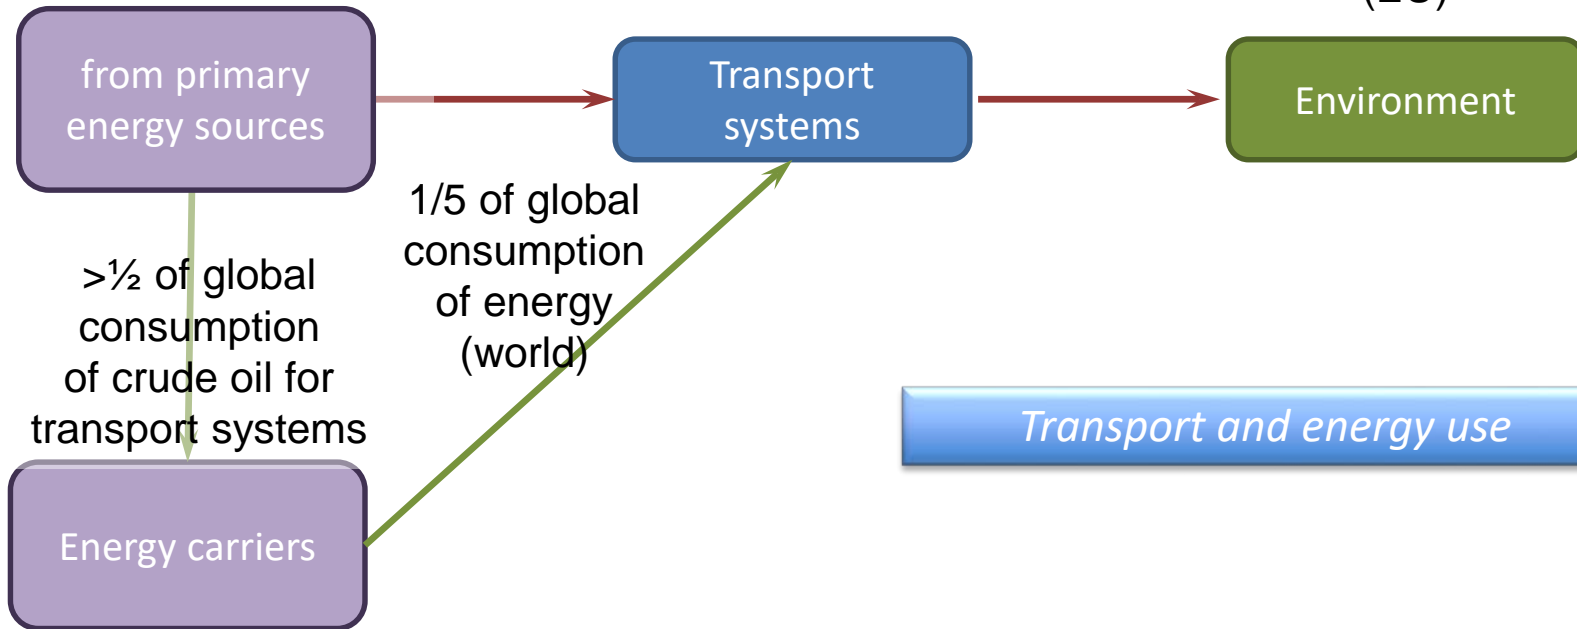 (EU)
from primary
energy sources
Transport
systems
Environment
1/5 of global
consumption
of energy
(world)
>½ of global
consumption
of crude oil for
transport systems
Transport and energy use
Energy carriers